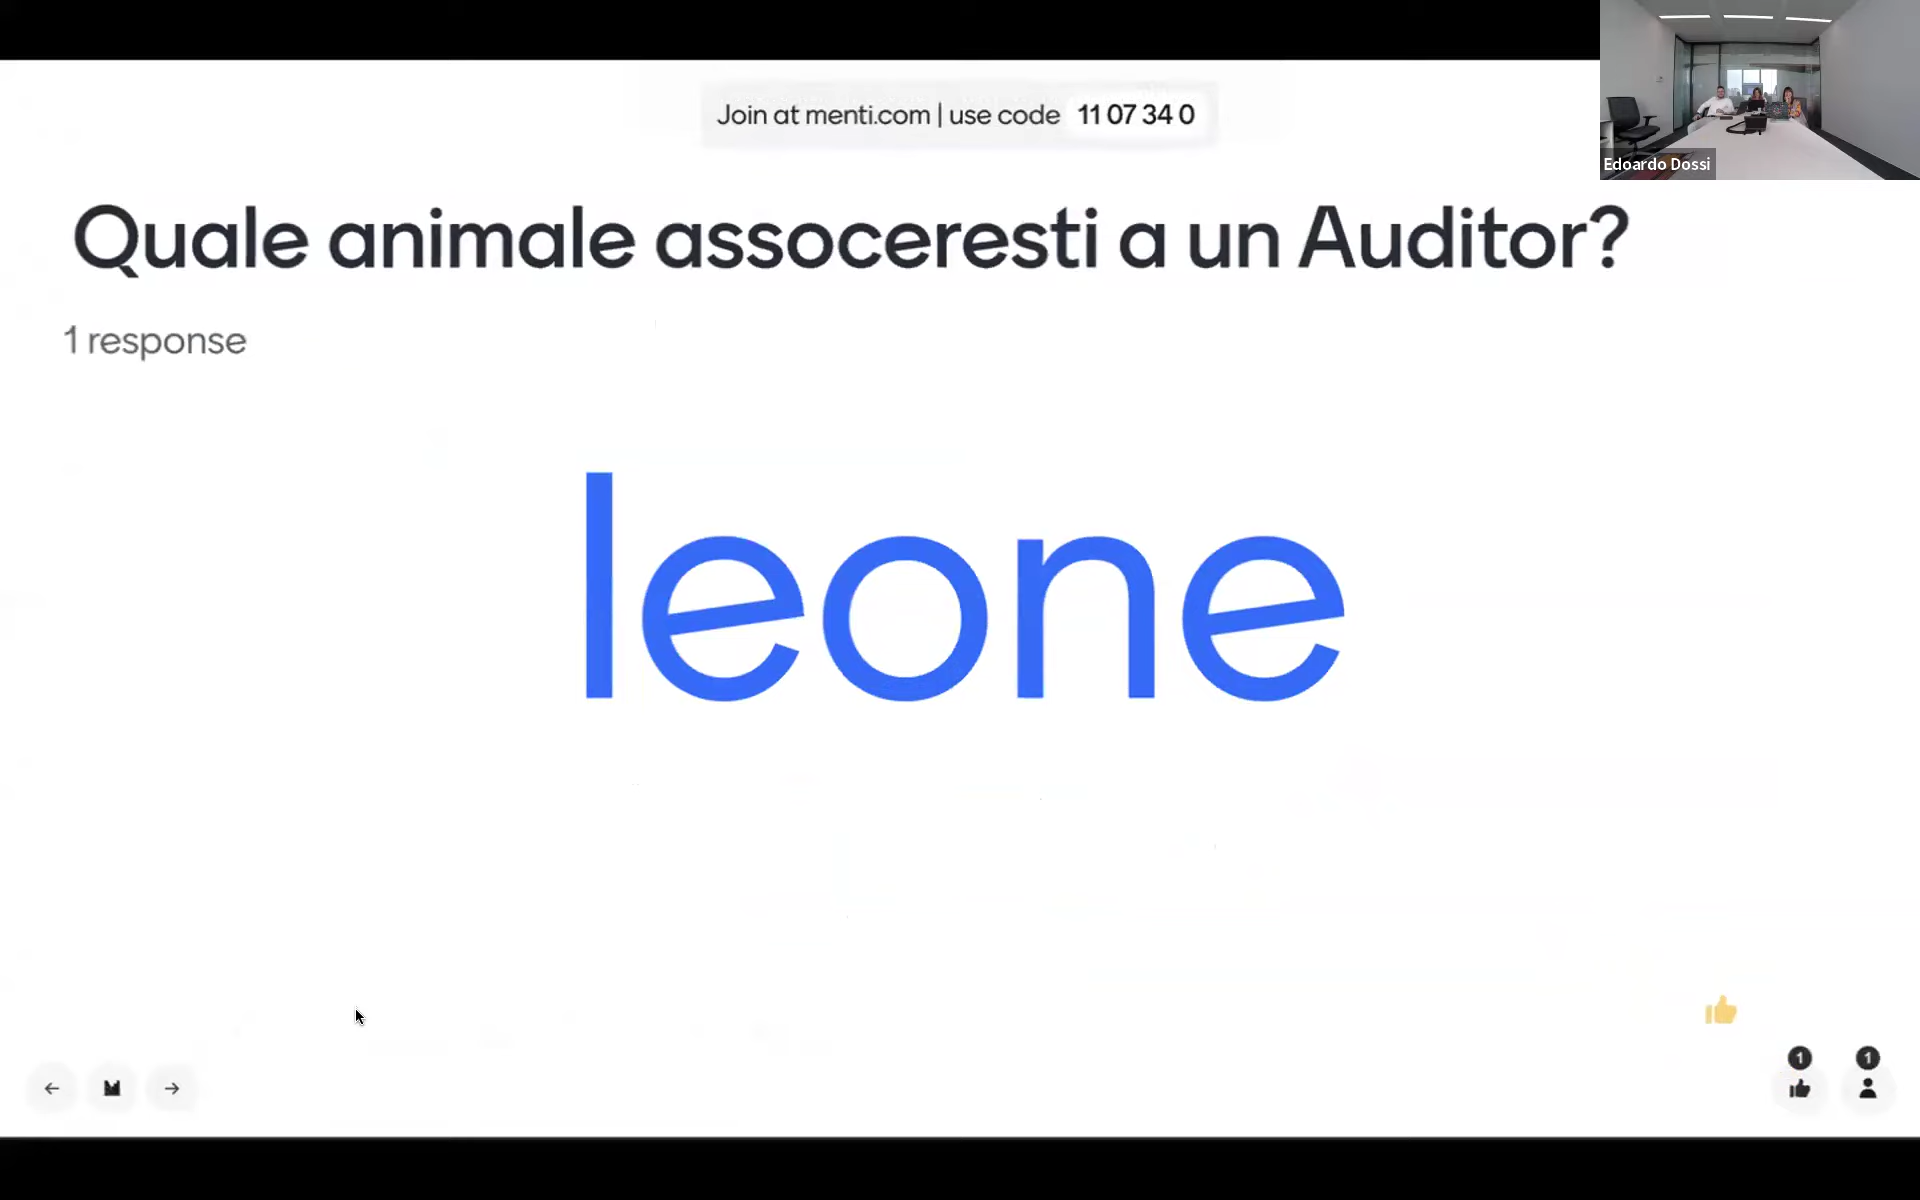 Join at menti.com | use code 11 07 34 0
Edoardo Dossi
Quale animale assoceresti a un Auditor?
1 response
leone
1
1